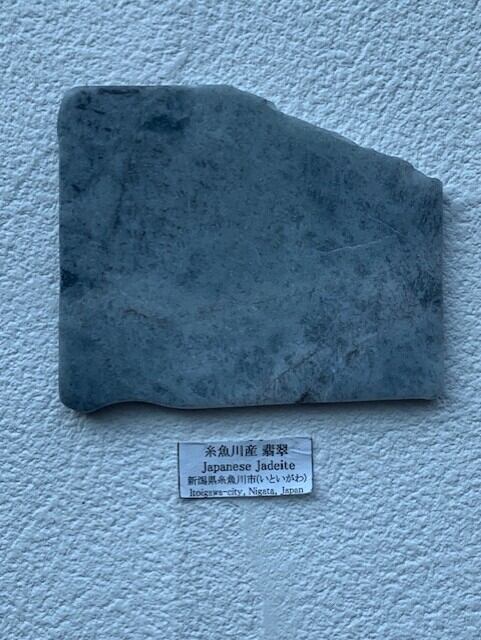 糸魚川産 翡翠
Japanese Jadeite
新潟県糸魚川市(いといがわ)
Itoigawa-city, Nigata, Japan